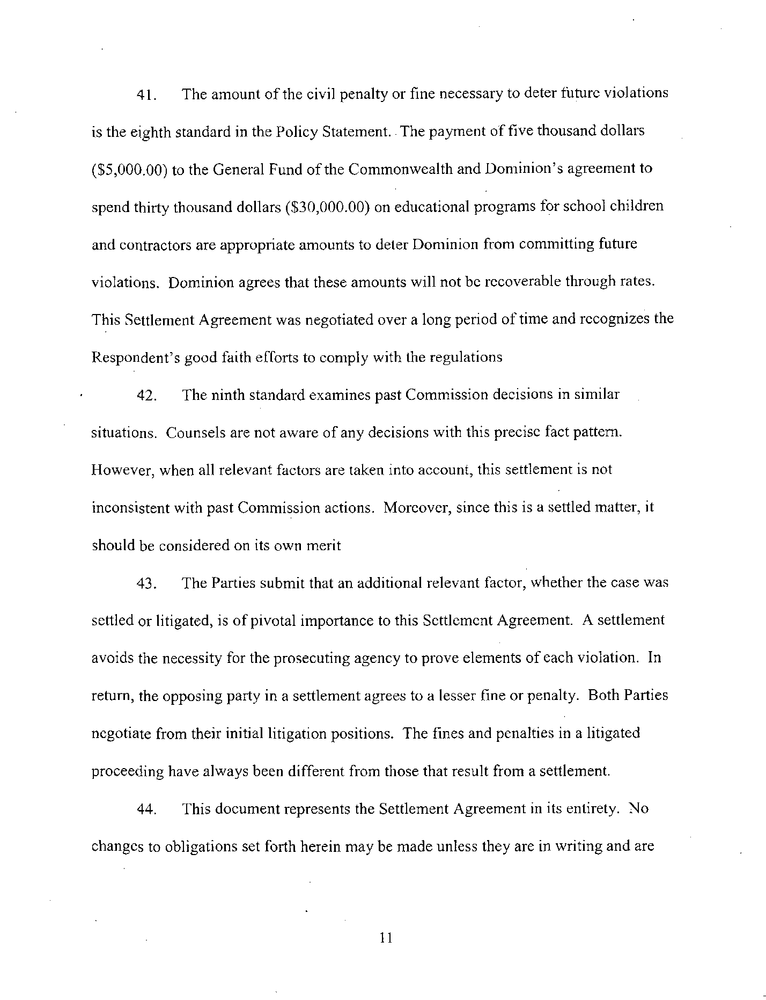 41. The amount of the civil penalty or fine necessary to deter future violations
is the eighth standard in the Policy Statement. The payment of five thousand dollars
($5,000.00) to the General Fund of the Commonwealth and Dominion's agreement to
spend thirty thousand dollars ($30,000.00) on educational programs for school children
and contractors are appropriate amounts to deter Dominion from committing future
violations. Dominion agrees that these amounts will not be recoverable through rates.
This Settlement Agreement was negotiated over a long period of time and recognizes the
Respondent's good faith efforts to comply with the regulations
42. The ninth standard examines past Commission decisions in similar
situations. Counsels are not aware of any decisions with this precise fact pattern.
However, when all relevant factors are taken into account, this settlement is not
inconsistent with past Commission actions. Moreover, since this is a settled matter, it
should be considered on its own merit
43. The Parties submit that an additional relevant factor, whether the case was
settled or litigated, is of pivotal importance to this Settlement Agreement. A settlement
avoids the necessity for the prosecuting agency to prove elements of each violation. In
return, the opposing party in a settlement agrees to a lesser fine or penalty. Both Parties
negotiate from their initial litigation positions. The fines and penalties in a litigated
proceeding have always been different from those that result from a settlement.
44. This document represents the Settlement Agreement in its entirety. No
changes to obligations set forth herein may be made unless they are in writing and are
11